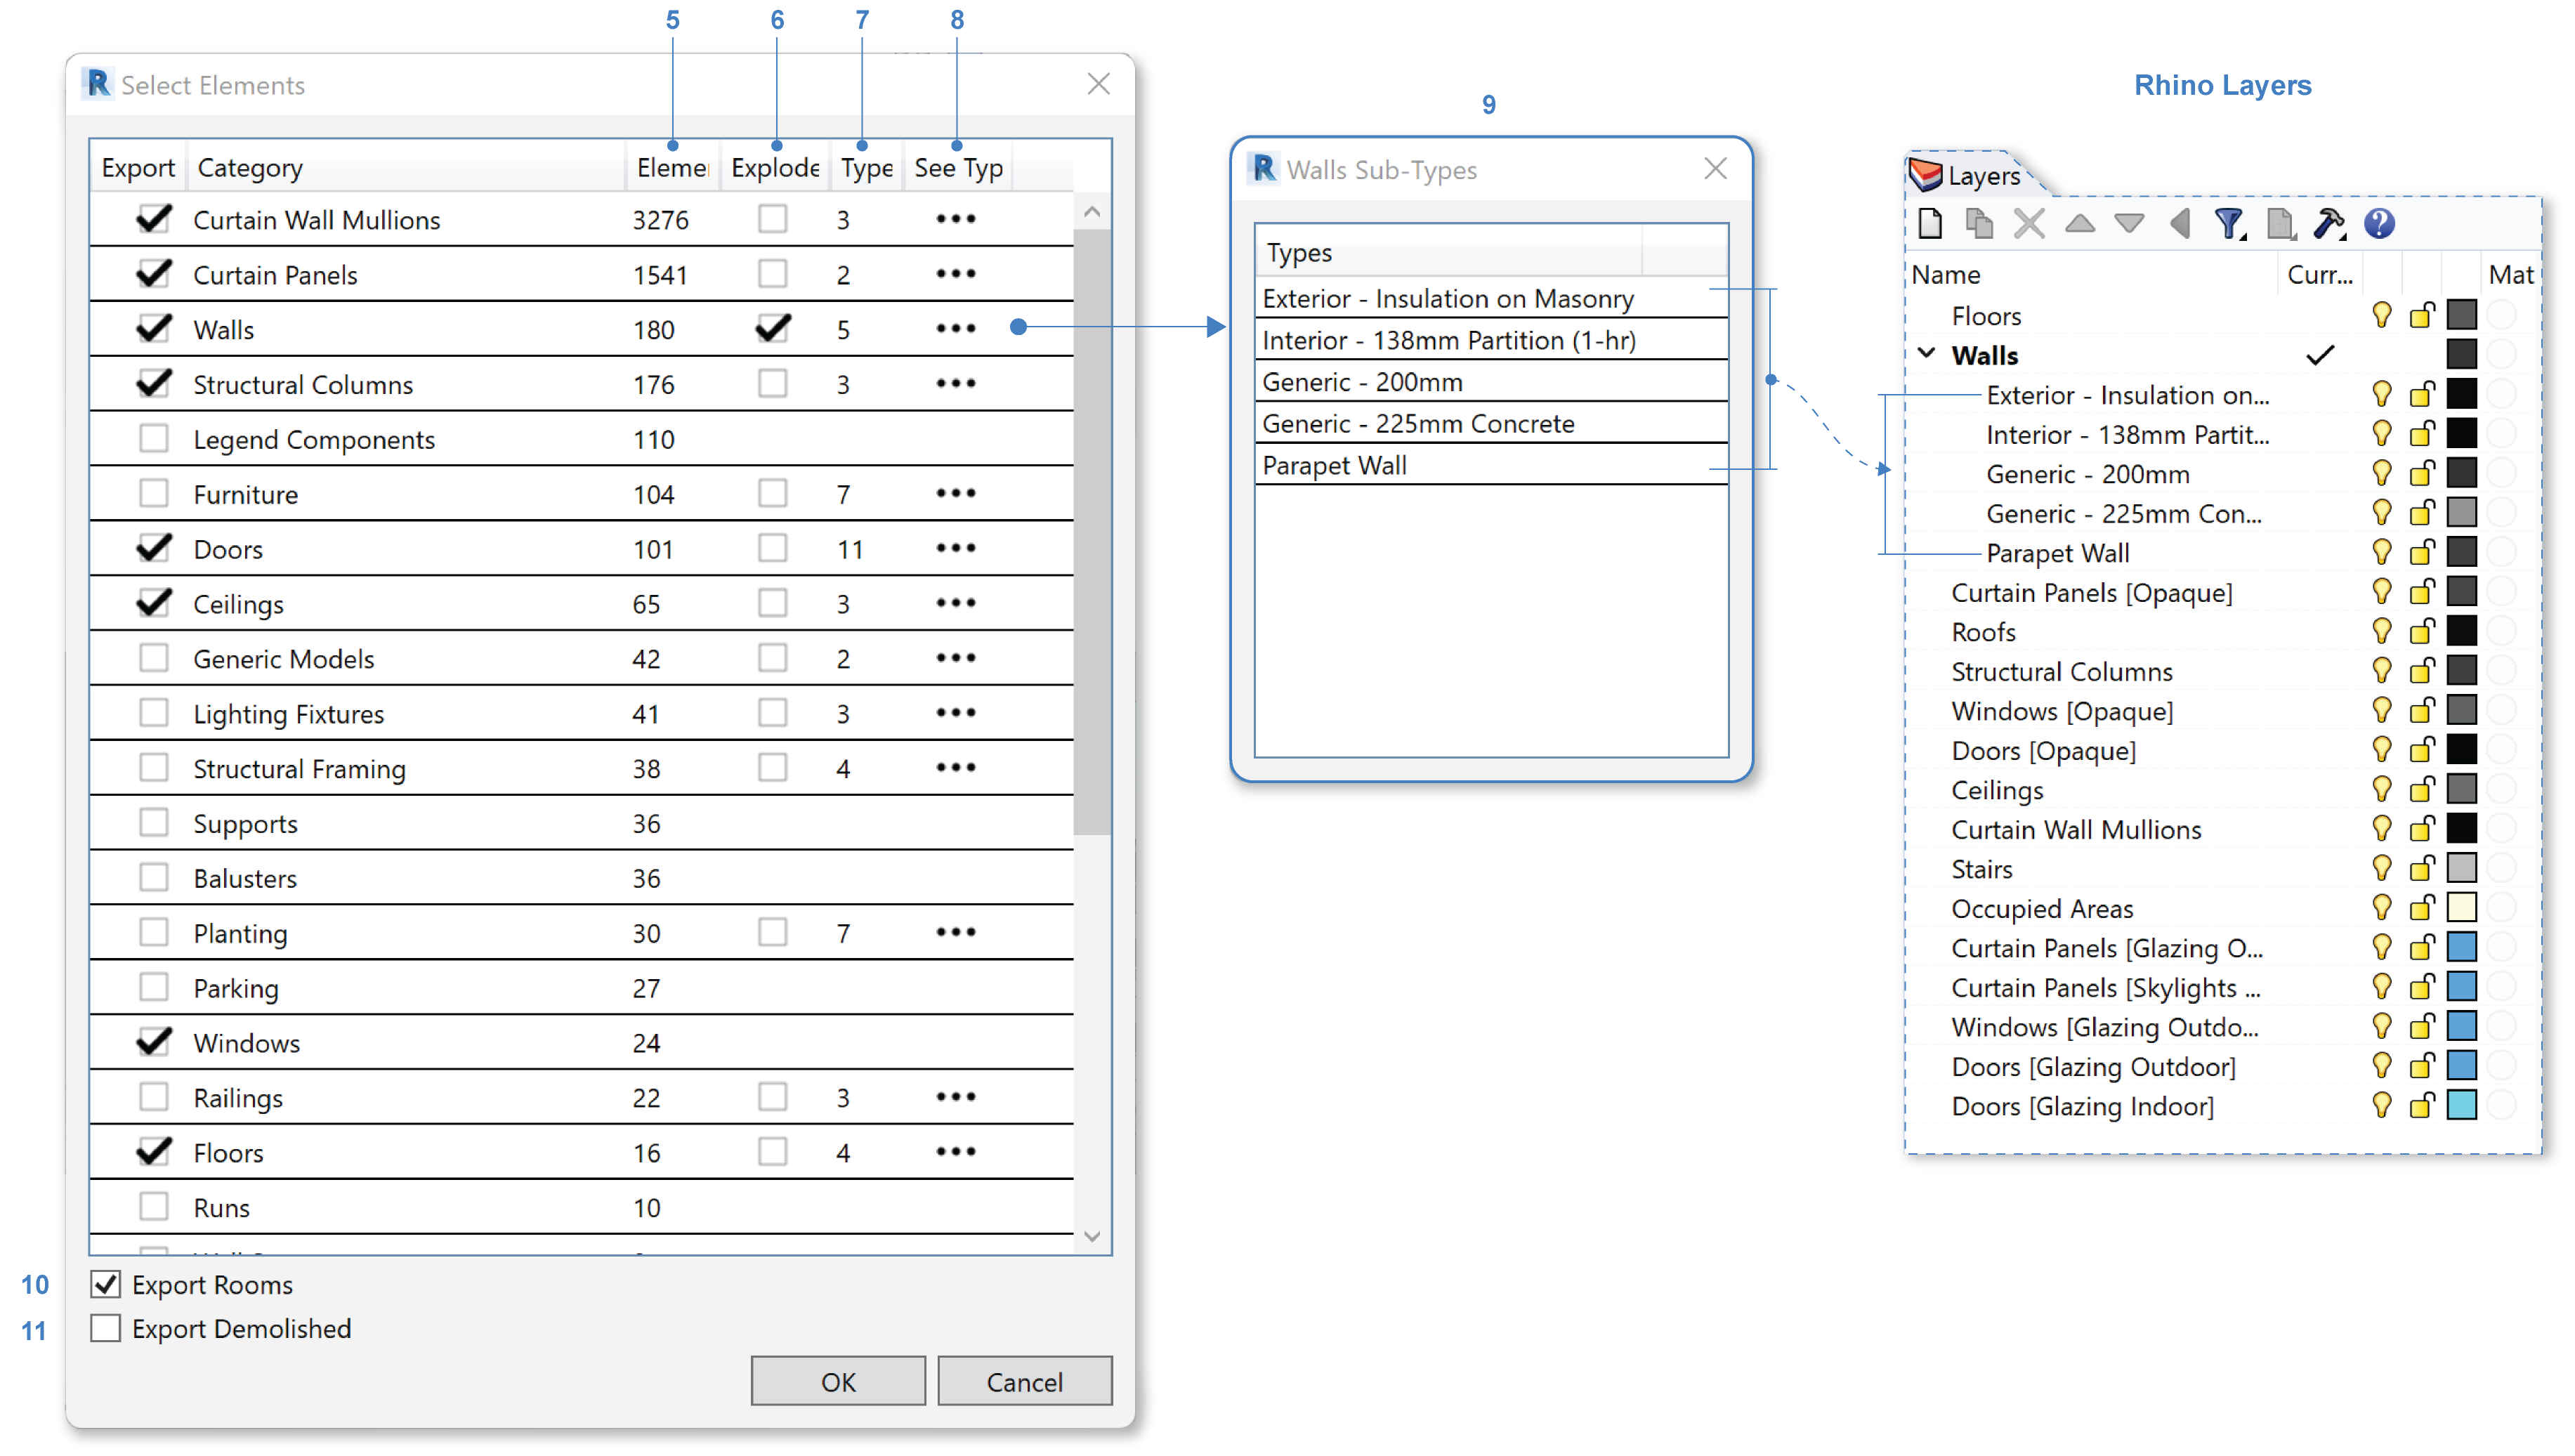 5 6 7 8
Select Elements
Export Category Eleme Explode Type See Typ
Curtain Wall Mullions 3276 3 •••
Curtain Panels 1541 2 •••
Walls 180 5 •••
Structural Columns 176 3 •••
Legend Components 110
Furniture 104 7 •••
Doors 101 11 •••
Ceilings 65 3 •••
Generic Models 42 2 •••
Lighting Fixtures 41 3 •••
Structural Framing 38 4 •••
Supports 36
Balusters 36
Planting 30 7 •••
Parking 27
Windows 24
Railings 22 3 •••
Floors 16 4 •••
Runs 10
10 Export Rooms
11 Export Demolished
OK Cancel
9
Walls Sub-Types
Types
Exterior - Insulation on Masonry
Interior - 138mm Partition (1-hr)
Generic - 200mm
Generic - 225mm Concrete
Parapet Wall
Rhino Layers
Layers
Name Curr... Mat
Floors
Walls
Exterior - Insulation on...
Interior - 138mm Partit...
Generic - 200mm
Generic - 225mm Con...
Parapet Wall
Curtain Panels [Opaque]
Roofs
Structural Columns
Windows [Opaque]
Doors [Opaque]
Ceilings
Curtain Wall Mullions
Stairs
Occupied Areas
Curtain Panels [Glazing O...
Curtain Panels [Skylights ...
Windows [Glazing Outdo...
Doors [Glazing Outdoor]
Doors [Glazing Indoor]